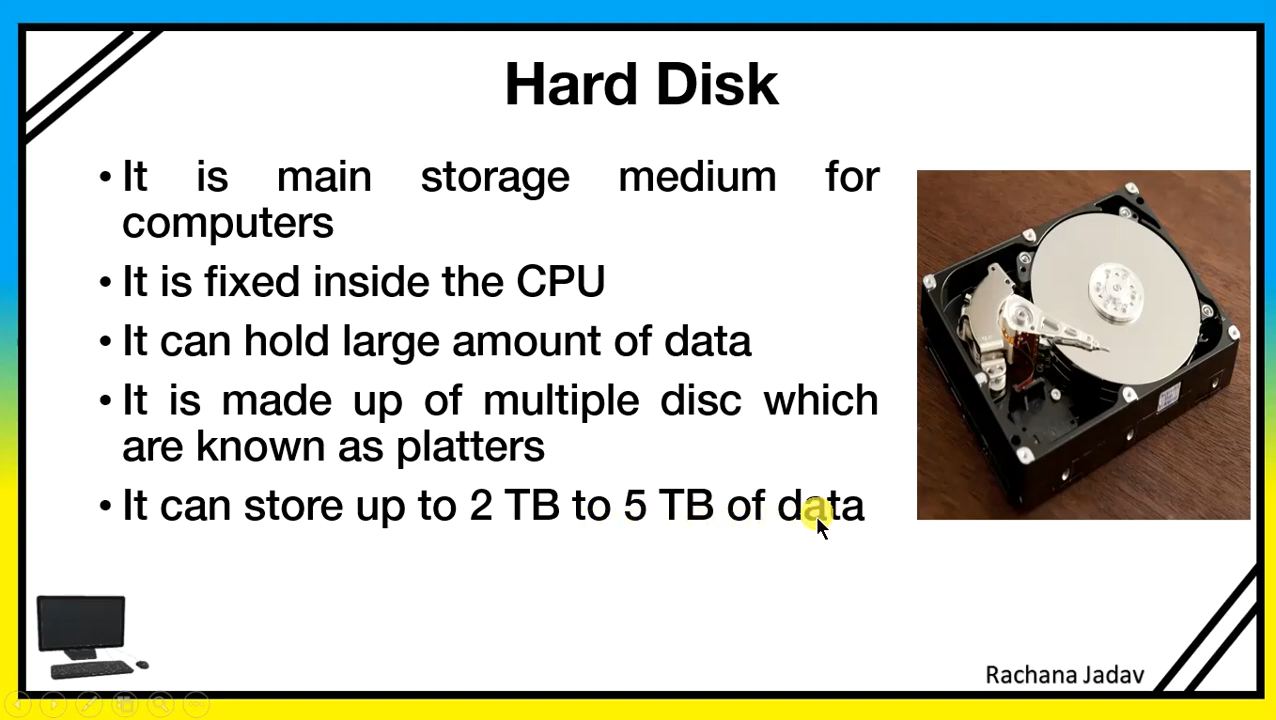 Hard Disk
• It is main storage medium for
computers
• It is fixed inside the CPU
• It can hold large amount of data
• It is made up of multiple disc which
are known as platters
• It can store up to 2 TB to 5 TB of data
Rachana Jadav